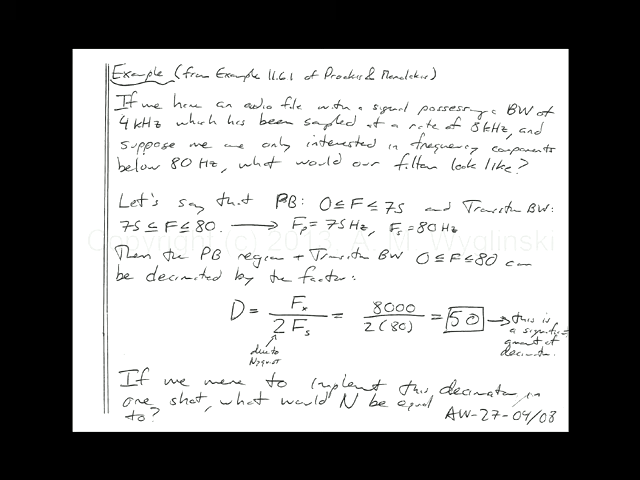 Example (from Example 11.6.1 of Proakis & Manolakis)
If we have an audio file with a signal possessing a BW of
4 kHz which has been sampled at a rate of 8 kHz, and
suppose we are only interested in frequency components
below 80 Hz, what would our filter look like?
Let's say that PB: 0 ≤ F ≤ 75 and Transition BW:
75 ≤ F ≤ 80. → Fp = 75 Hz, Fs = 80 Hz
Copyright (c) 2013, A. M. Wyglinski
Then the PB region + Transition BW 0 ≤ F ≤ 80 can
be decimated by the factor:
D = Fx / 2 Fs = 8000 / 2(80) = 50 → this is
a significant
amount of
decimation.
due to
Nyquist
If we were to implement this decimator in
one shot, what would N be equal
to?
AW-27-04/08